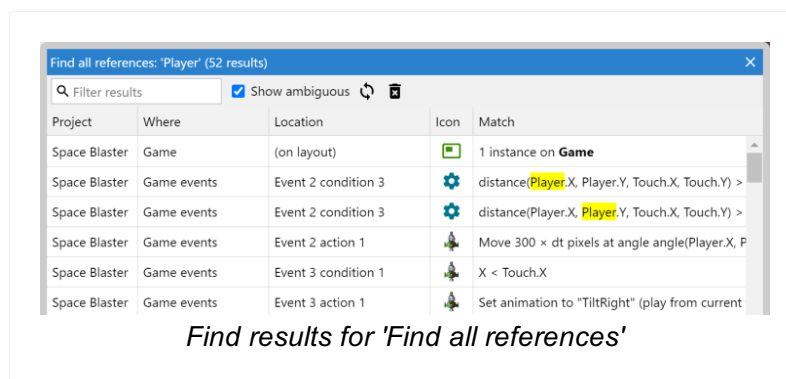 Find all references: 'Player' (52 results)
Filter results Show ambiguous
Project Where Location Icon Match
Space Blaster Game (on layout) 1 instance on Game
Space Blaster Game events Event 2 condition 3 distance(Player.X, Player.Y, Touch.X, Touch.Y) >
Space Blaster Game events Event 2 condition 3 distance(Player.X, Player.Y, Touch.X, Touch.Y) >
Space Blaster Game events Event 2 action 1 Move 300 × dt pixels at angle angle(Player.X, P
Space Blaster Game events Event 3 condition 1 X < Touch.X
Space Blaster Game events Event 3 action 1 Set animation to "TiltRight" (play from current
Find results for 'Find all references'